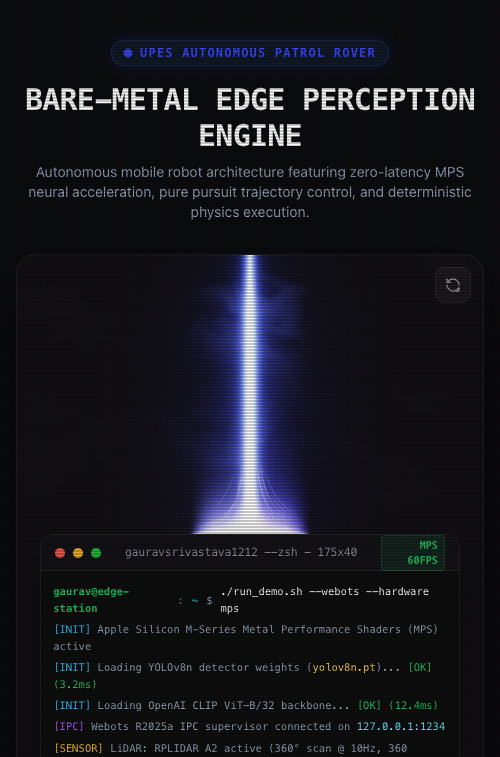 UPES AUTONOMOUS PATROL ROVER
BARE-METAL EDGE PERCEPTION
ENGINE
Autonomous mobile robot architecture featuring zero-latency MPS
neural acceleration, pure pursuit trajectory control, and deterministic
physics execution.
gauravsrivastava1212 —-zsh — 175x40
MPS
60FPS
gaurav@edge-
station
: ~ $
./run_demo.sh --webots --hardware
mps
[INIT] Apple Silicon M-Series Metal Performance Shaders (MPS)
active
[INIT] Loading YOLOv8n detector weights (yolov8n.pt)... [OK]
(3.2ms)
[INIT] Loading OpenAI CLIP ViT-B/32 backbone... [OK] (12.4ms)
[IPC] Webots R2025a IPC supervisor connected on 127.0.0.1:1234
[SENSOR] LiDAR: RPLIDAR A2 active (360° scan @ 10Hz, 360